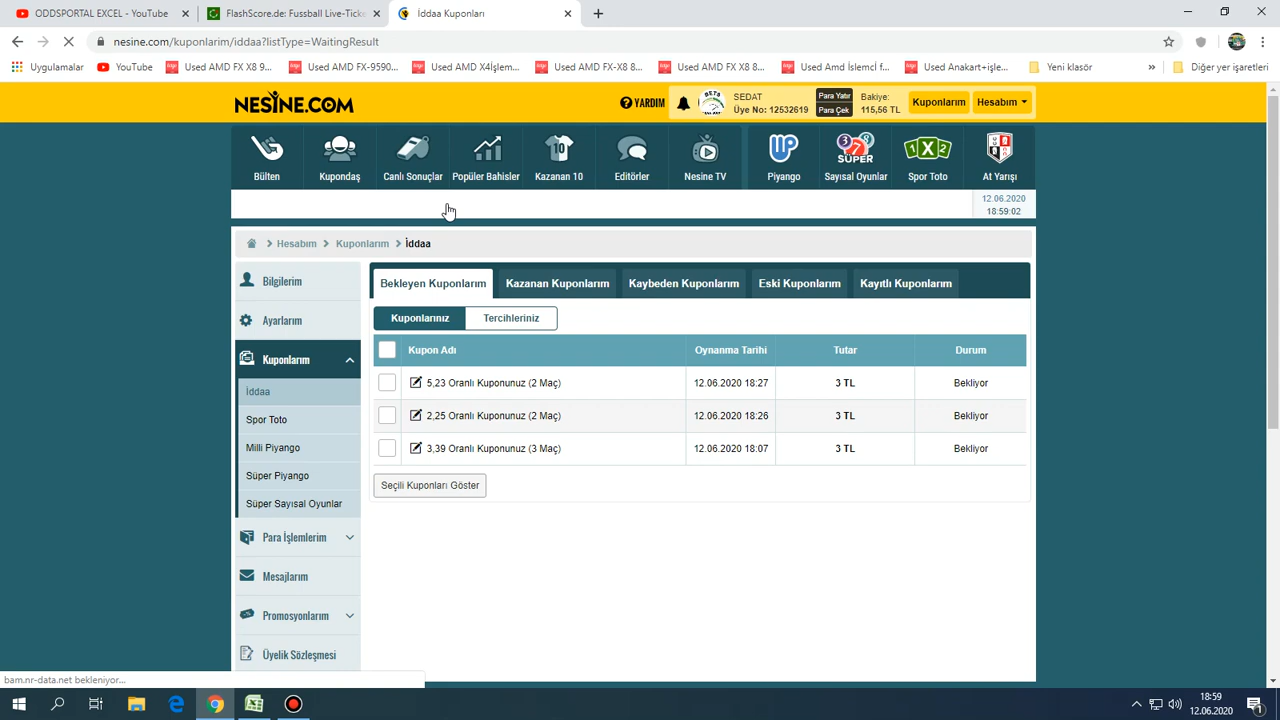 ODDSPORTAL EXCEL - YouTube
FlashScore.de: Fussball Live-Ticke
İddaa Kuponları
nesine.com/kuponlarim/iddaa?listType=WaitingResult
Uygulamalar
YouTube
Used AMD FX X8 9...
Used AMD FX-9590...
Used AMD X4İşlem...
Used AMD FX-X8 8...
Used AMD FX X8 8...
Used Amd İslemcİ f...
Used Anakart+işle...
Yeni klasör
»
Diğer yer işaretleri
NESİNE.COM
YARDIM
SEDAT
Üye No: 12532619
Para Yatır
Para Çek
Bakiye:
115,56 TL
Kuponlarım
Hesabım
Bülten
Kupondaş
Canlı Sonuçlar
Popüler Bahisler
10
Kazanan 10
Editörler
Nesine TV
Piyango
SÜPER
Sayısal Oyunlar
1X2
Spor Toto
At Yarışı
12.06.2020
18:59:02
Hesabım
Kuponlarım
İddaa
Bilgilerim
Ayarlarım
Kuponlarım
İddaa
Spor Toto
Milli Piyango
Süper Piyango
Süper Sayısal Oyunlar
Para İşlemlerim
Mesajlarım
Promosyonlarım
Üyelik Sözleşmesi
Bekleyen Kuponlarım
Kazanan Kuponlarım
Kaybeden Kuponlarım
Eski Kuponlarım
Kayıtlı Kuponlarım
Kuponlarınız
Tercihleriniz
Kupon Adı Oynanma Tarihi Tutar Durum
5,23 Oranlı Kuponunuz (2 Maç) 12.06.2020 18:27 3 TL Bekliyor
2,25 Oranlı Kuponunuz (2 Maç) 12.06.2020 18:26 3 TL Bekliyor
3,39 Oranlı Kuponunuz (3 Maç) 12.06.2020 18:07 3 TL Bekliyor
Seçili Kuponları Göster
bam.nr-data.net bekleniyor...
18:59
12.06.2020
1